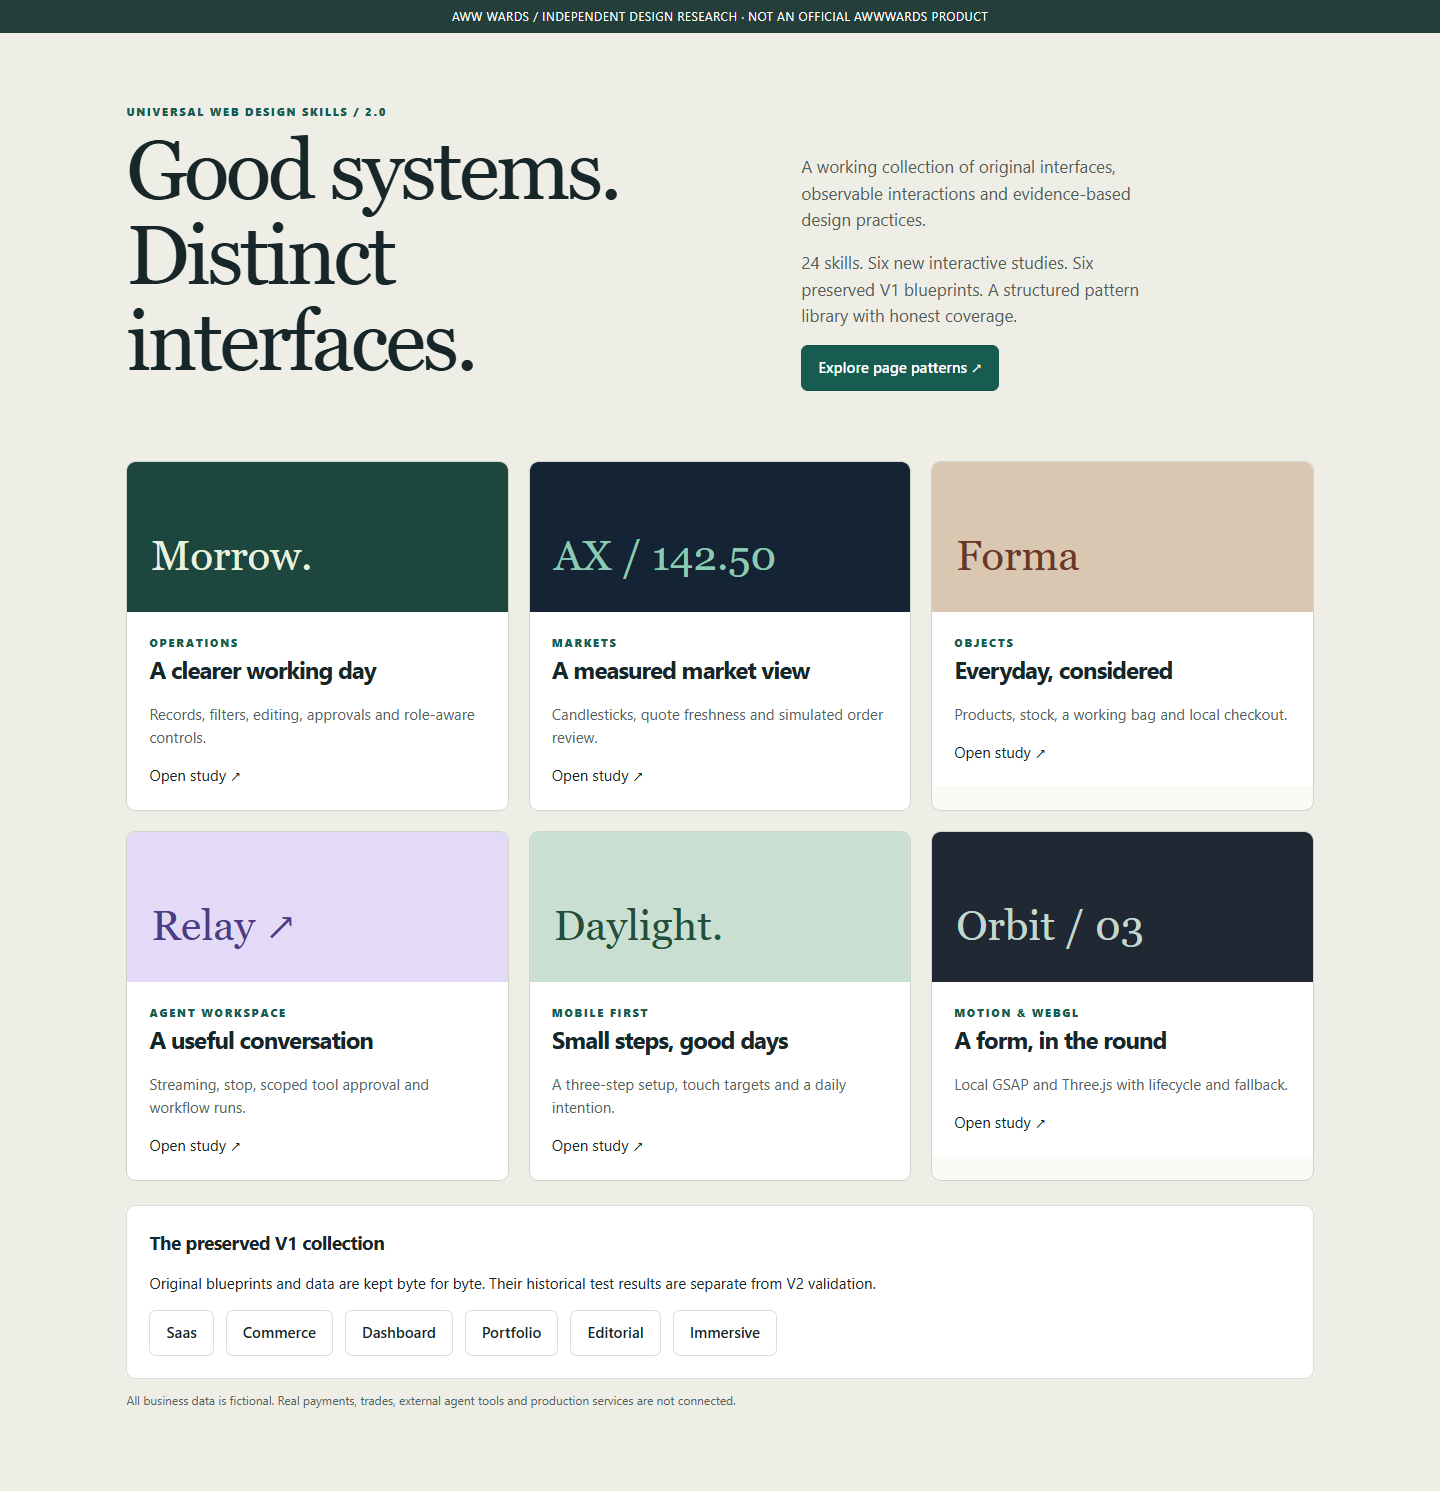 AWW WARDS / INDEPENDENT DESIGN RESEARCH · NOT AN OFFICIAL AWWWARDS PRODUCT
UNIVERSAL WEB DESIGN SKILLS / 2.0
Good systems.
Distinct
interfaces.
A working collection of original interfaces,
observable interactions and evidence-based
design practices.
24 skills. Six new interactive studies. Six
preserved V1 blueprints. A structured pattern
library with honest coverage.
Explore page patterns ↗
Morrow.
OPERATIONS
A clearer working day
Records, filters, editing, approvals and role-aware
controls.
Open study ↗
AX / 142.50
MARKETS
A measured market view
Candlesticks, quote freshness and simulated order
review.
Open study ↗
Forma
OBJECTS
Everyday, considered
Products, stock, a working bag and local checkout.
Open study ↗
Relay ↗
AGENT WORKSPACE
A useful conversation
Streaming, stop, scoped tool approval and
workflow runs.
Open study ↗
Daylight.
MOBILE FIRST
Small steps, good days
A three-step setup, touch targets and a daily
intention.
Open study ↗
Orbit / 03
MOTION & WEBGL
A form, in the round
Local GSAP and Three.js with lifecycle and fallback.
Open study ↗
The preserved V1 collection
Original blueprints and data are kept byte for byte. Their historical test results are separate from V2 validation.
Saas
Commerce
Dashboard
Portfolio
Editorial
Immersive
All business data is fictional. Real payments, trades, external agent tools and production services are not connected.